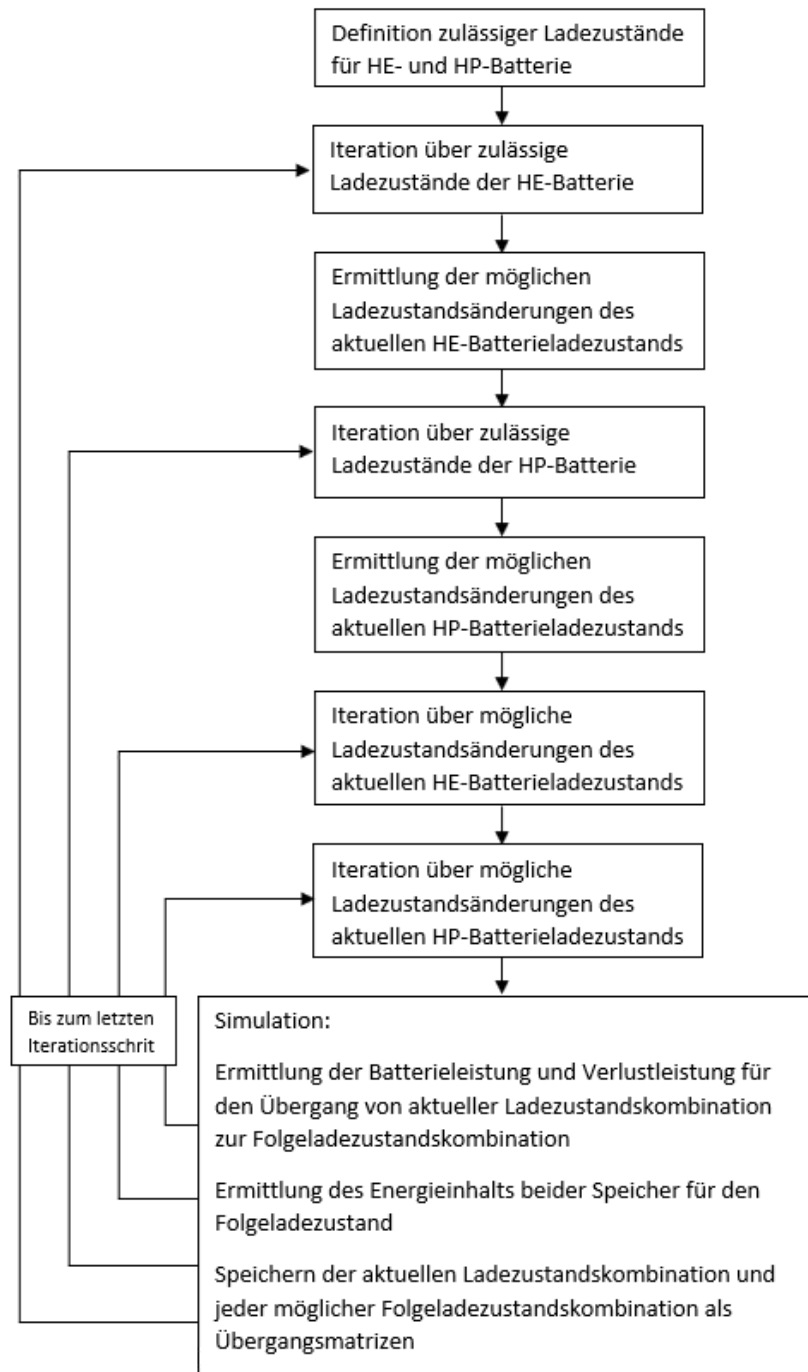 Definition zulässiger Ladezustände
für HE- und HP-Batterie
Iteration über zulässige
Ladezustände der HE-Batterie
Ermittlung der möglichen
Ladezustandsänderungen des
aktuellen HE-Batterieladezustands
Iteration über zulässige
Ladezustände der HP-Batterie
Ermittlung der möglichen
Ladezustandsänderungen des
aktuellen HP-Batterieladezustands
Iteration über mögliche
Ladezustandsänderungen des
aktuellen HE-Batterieladezustands
Iteration über mögliche
Ladezustandsänderungen des
aktuellen HP-Batterieladezustands
Bis zum letzten
Iterationsschrit
Simulation:
Ermittlung der Batterieleistung und Verlustleistung für
den Übergang von aktueller Ladezustandskombination
zur Folgeladezustandskombination
Ermittlung des Energieinhalts beider Speicher für den
Folgeladezustand
Speichern der aktuellen Ladezustandskombination und
jeder möglicher Folgeladezustandskombination als
Übergangsmatrizen